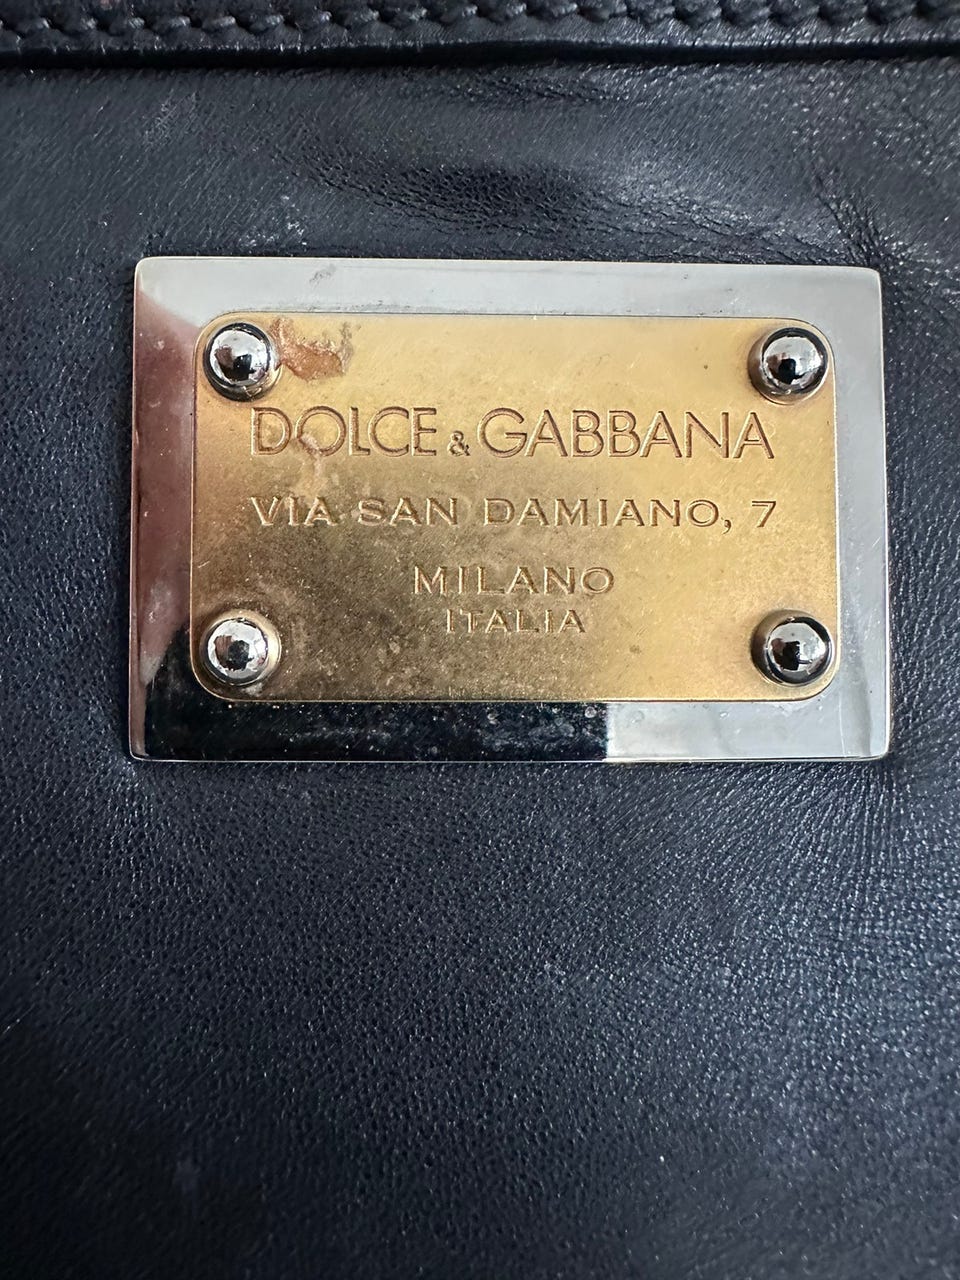 DOLCE & GABBANA
VIA SAN DAMIANO, 7
MILANO
ITALIA